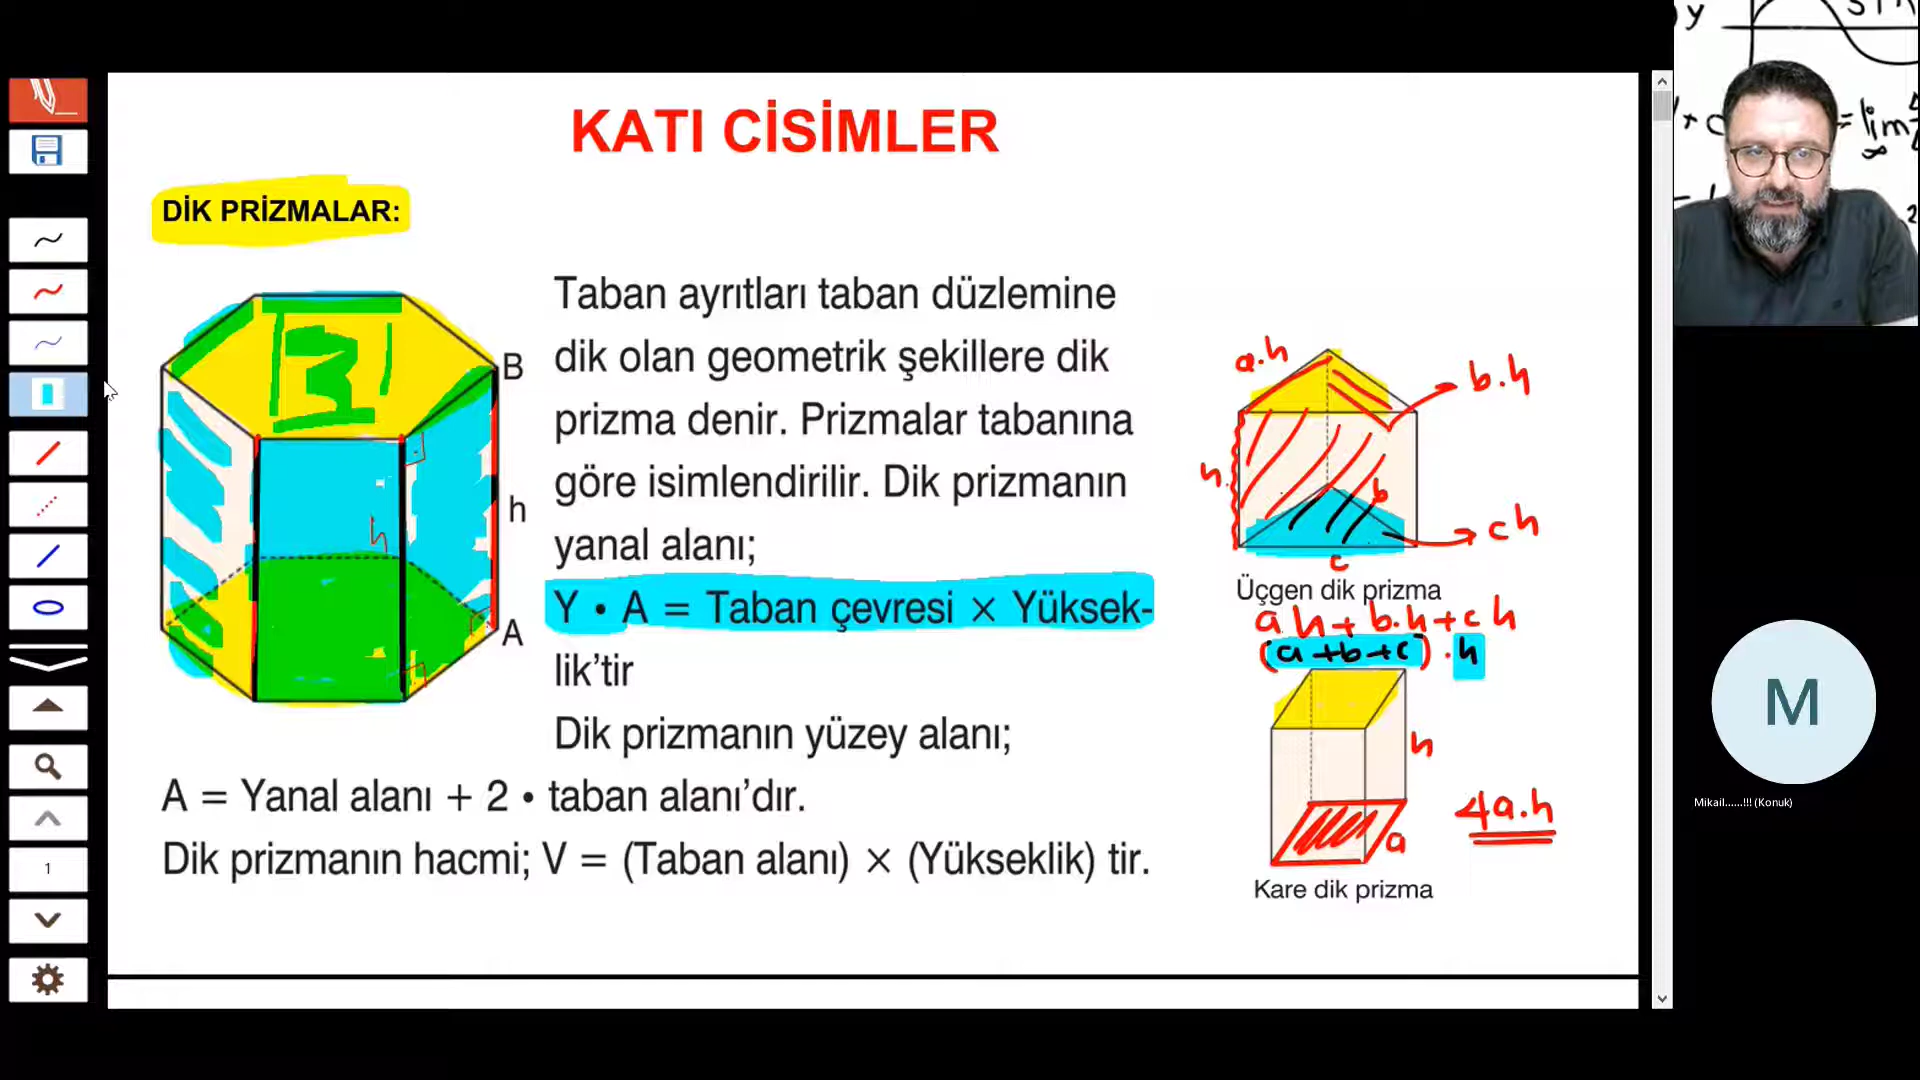 KATI CİSİMLER
DİK PRİZMALAR:
B
h
A
h
Taban ayrıtları taban düzlemine
dik olan geometrik şekillere dik
prizma denir. Prizmalar tabanına
göre isimlendirilir. Dik prizmanın
yanal alanı;
Y • A = Taban çevresi × Yüksek-
lik’tir
Dik prizmanın yüzey alanı;
A = Yanal alanı + 2 • taban alanı’dır.
Dik prizmanın hacmi; V = (Taban alanı) × (Yükseklik) tir.
a.h
b.h
h
b
ch
c
Üçgen dik prizma
a.h + b.h + c h
(a+b+c) . h
h
4a.h
a
Kare dik prizma
1
y
lim
∞
M
Mikail......!!! (Konuk)